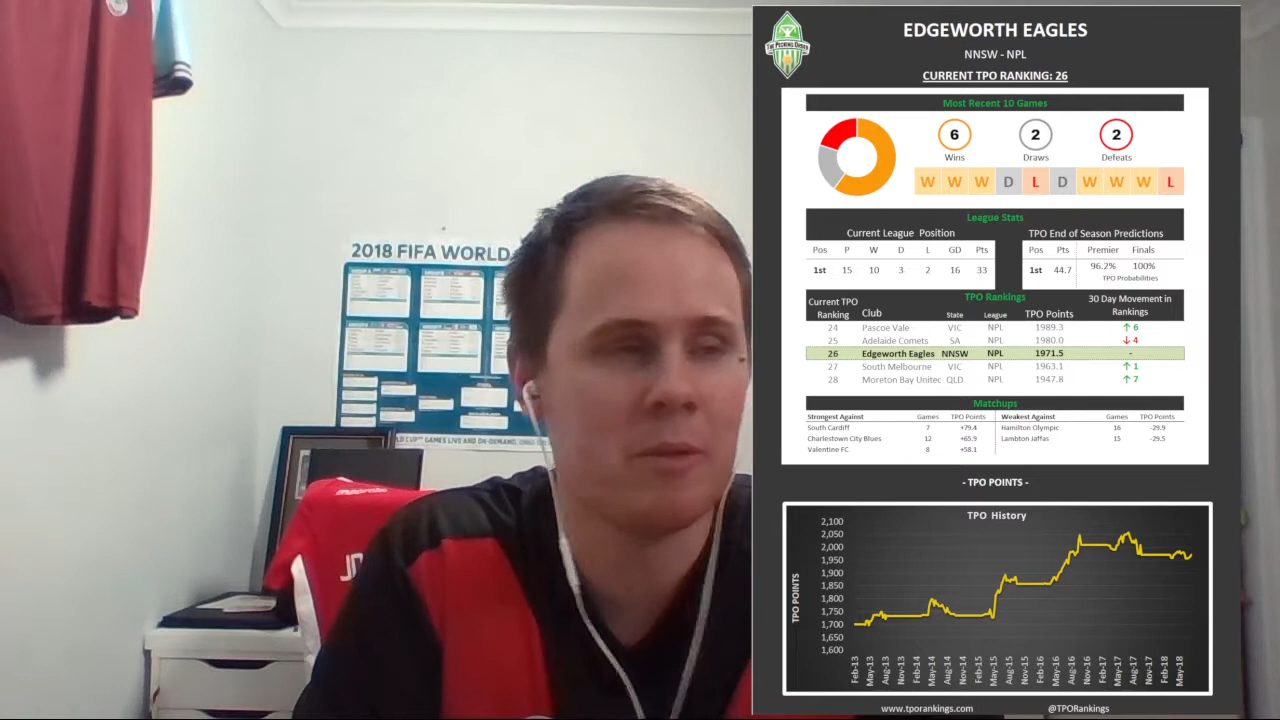 2018 FIFA WORLD
LD CUP™ GAMES LIVE AND ON-DEMAND.
THE PECKING ORDER
EDGEWORTH EAGLES
NNSW - NPL
CURRENT TPO RANKING: 26
Most Recent 10 Games
6 2 2
Wins Draws Defeats
W W W D L D W W W L
League Stats
Current League Position
Pos P W D L GD Pts
1st 15 10 3 2 16 33
TPO End of Season Predictions
Pos Pts Premier Finals
1st 44.7 96.2% 100%
TPO Probabilities
TPO Rankings
Current TPO Ranking Club State League TPO Points 30 Day Movement in Rankings
24 Pascoe Vale VIC NPL 1989.3 ↑ 6
25 Adelaide Comets SA NPL 1980.0 ↓ 4
26 Edgeworth Eagles NNSW NPL 1971.5 -
27 South Melbourne VIC NPL 1963.1 ↑ 1
28 Moreton Bay Unitec QLD NPL 1947.8 ↑ 7
Matchups
Strongest Against Games TPO Points
South Cardiff 7 +79.4
Charlestown City Blues 12 +65.9
Valentine FC 8 +58.1
Weakest Against Games TPO Points
Hamilton Olympic 16 -29.9
Lambton Jaffas 15 -29.5
- TPO POINTS -
TPO History
TPO POINTS
2,100
2,050
2,000
1,950
1,900
1,850
1,800
1,750
1,700
1,650
1,600
Feb-13 May-13 Aug-13 Nov-13 Feb-14 May-14 Aug-14 Nov-14 Feb-15 May-15 Aug-15 Nov-15 Feb-16 May-16 Aug-16 Nov-16 Feb-17 May-17 Aug-17 Nov-17 Feb-18 May-18
www.tporankings.com @TPORankings